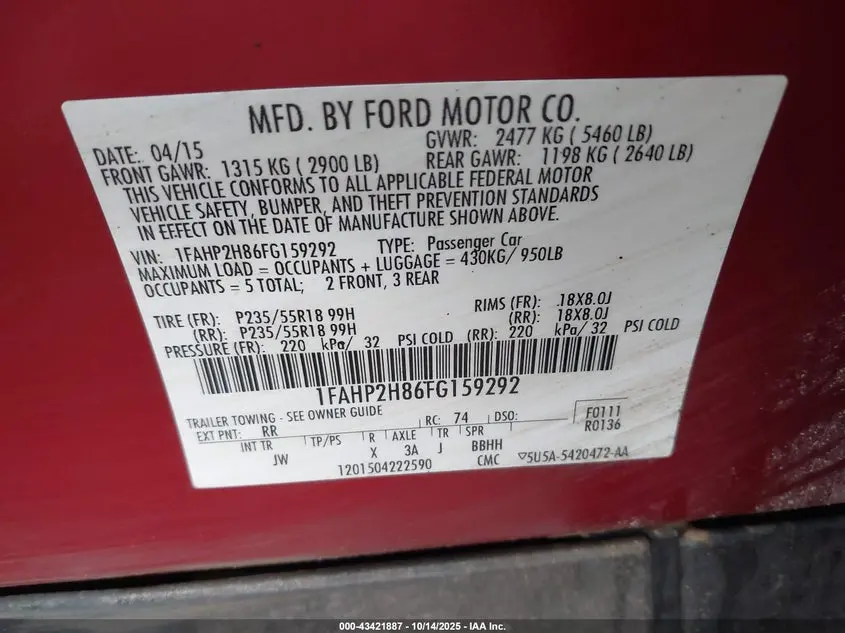 MFD. BY FORD MOTOR CO.
DATE: 04/15 GVWR: 2477 KG ( 5460 LB)
FRONT GAWR: 1315 KG ( 2900 LB) REAR GAWR: 1198 KG ( 2640 LB)
THIS VEHICLE CONFORMS TO ALL APPLICABLE FEDERAL MOTOR
VEHICLE SAFETY, BUMPER, AND THEFT PREVENTION STANDARDS
IN EFFECT ON THE DATE OF MANUFACTURE SHOWN ABOVE.
VIN: 1FAHP2H86FG159292 TYPE: Passenger Car
MAXIMUM LOAD = OCCUPANTS + LUGGAGE = 430KG/ 950LB
OCCUPANTS = 5 TOTAL; 2 FRONT, 3 REAR
TIRE (FR): P235/55R18 99H RIMS (FR): 18X8.0J
(RR): P235/55R18 99H (RR): 18X8.0J
PRESSURE (FR): 220 kPa/ 32 PSI COLD (RR): 220 kPa/ 32 PSI COLD
1FAHP2H86FG159292
TRAILER TOWING - SEE OWNER GUIDE
EXT PNT: RR RC: 74 DSO: F0111
R0136
INT TR TP/PS R AXLE TR SPR
JW X 3A J BBHH
1201504222590 CMC 5U5A-5420472-AA
000-43421887 - 10/14/2025 - IAA Inc.